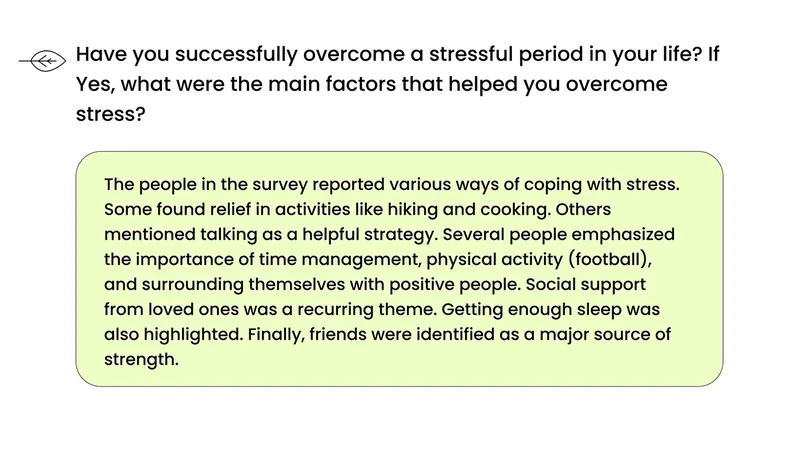 Have you successfully overcome a stressful period in your life? If
Yes, what were the main factors that helped you overcome
stress?
The people in the survey reported various ways of coping with stress.
Some found relief in activities like hiking and cooking. Others
mentioned talking as a helpful strategy. Several people emphasized
the importance of time management, physical activity (football),
and surrounding themselves with positive people. Social support
from loved ones was a recurring theme. Getting enough sleep was
also highlighted. Finally, friends were identified as a major source of
strength.